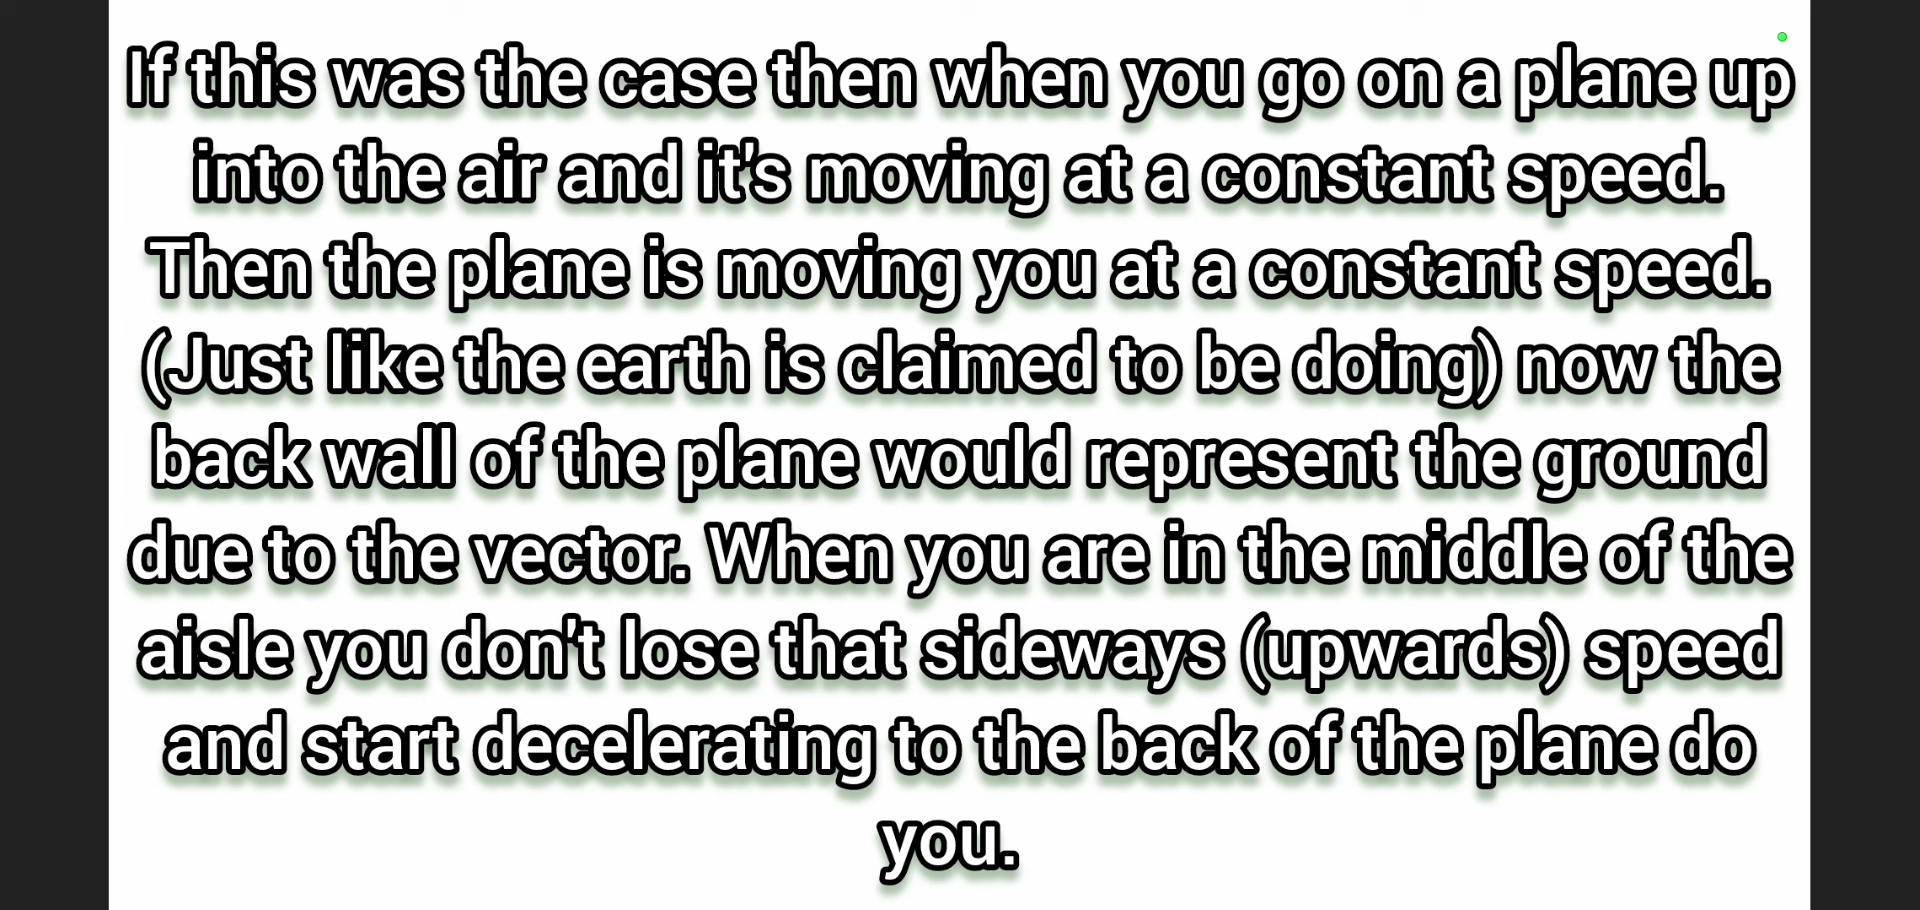 If this was the case then when you go on a plane up
into the air and it's moving at a constant speed.
Then the plane is moving you at a constant speed.
(Just like the earth is claimed to be doing) now the
back wall of the plane would represent the ground
due to the vector. When you are in the middle of the
aisle you don't lose that sideways (upwards) speed
and start decelerating to the back of the plane do
you.